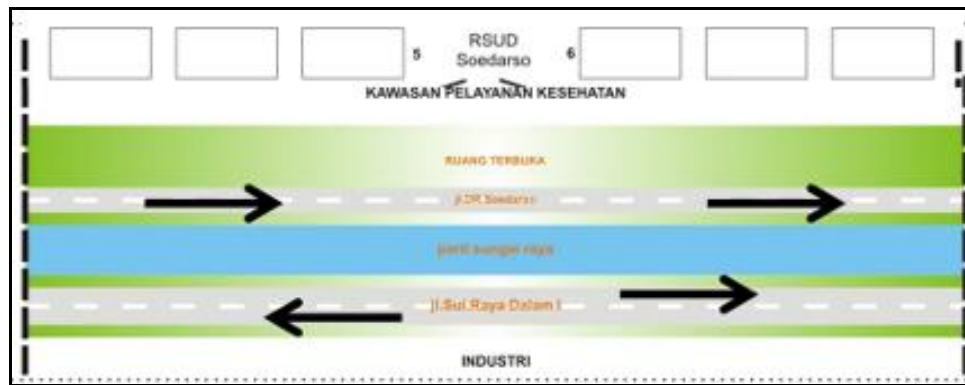 RSUD
5 Soedarso 6
KAWASAN PELAYANAN KESEHATAN
RUANG TERBUKA
jl.DR.Soedarso
parit sungai raya
jl.Sui.Raya Dalam I
INDUSTRI